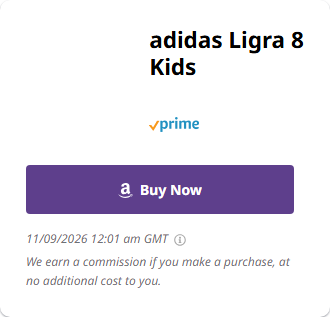 adidas Ligra 8
Kids
prime
a Buy Now
11/09/2026 12:01 am GMT
We earn a commission if you make a purchase, at
no additional cost to you.